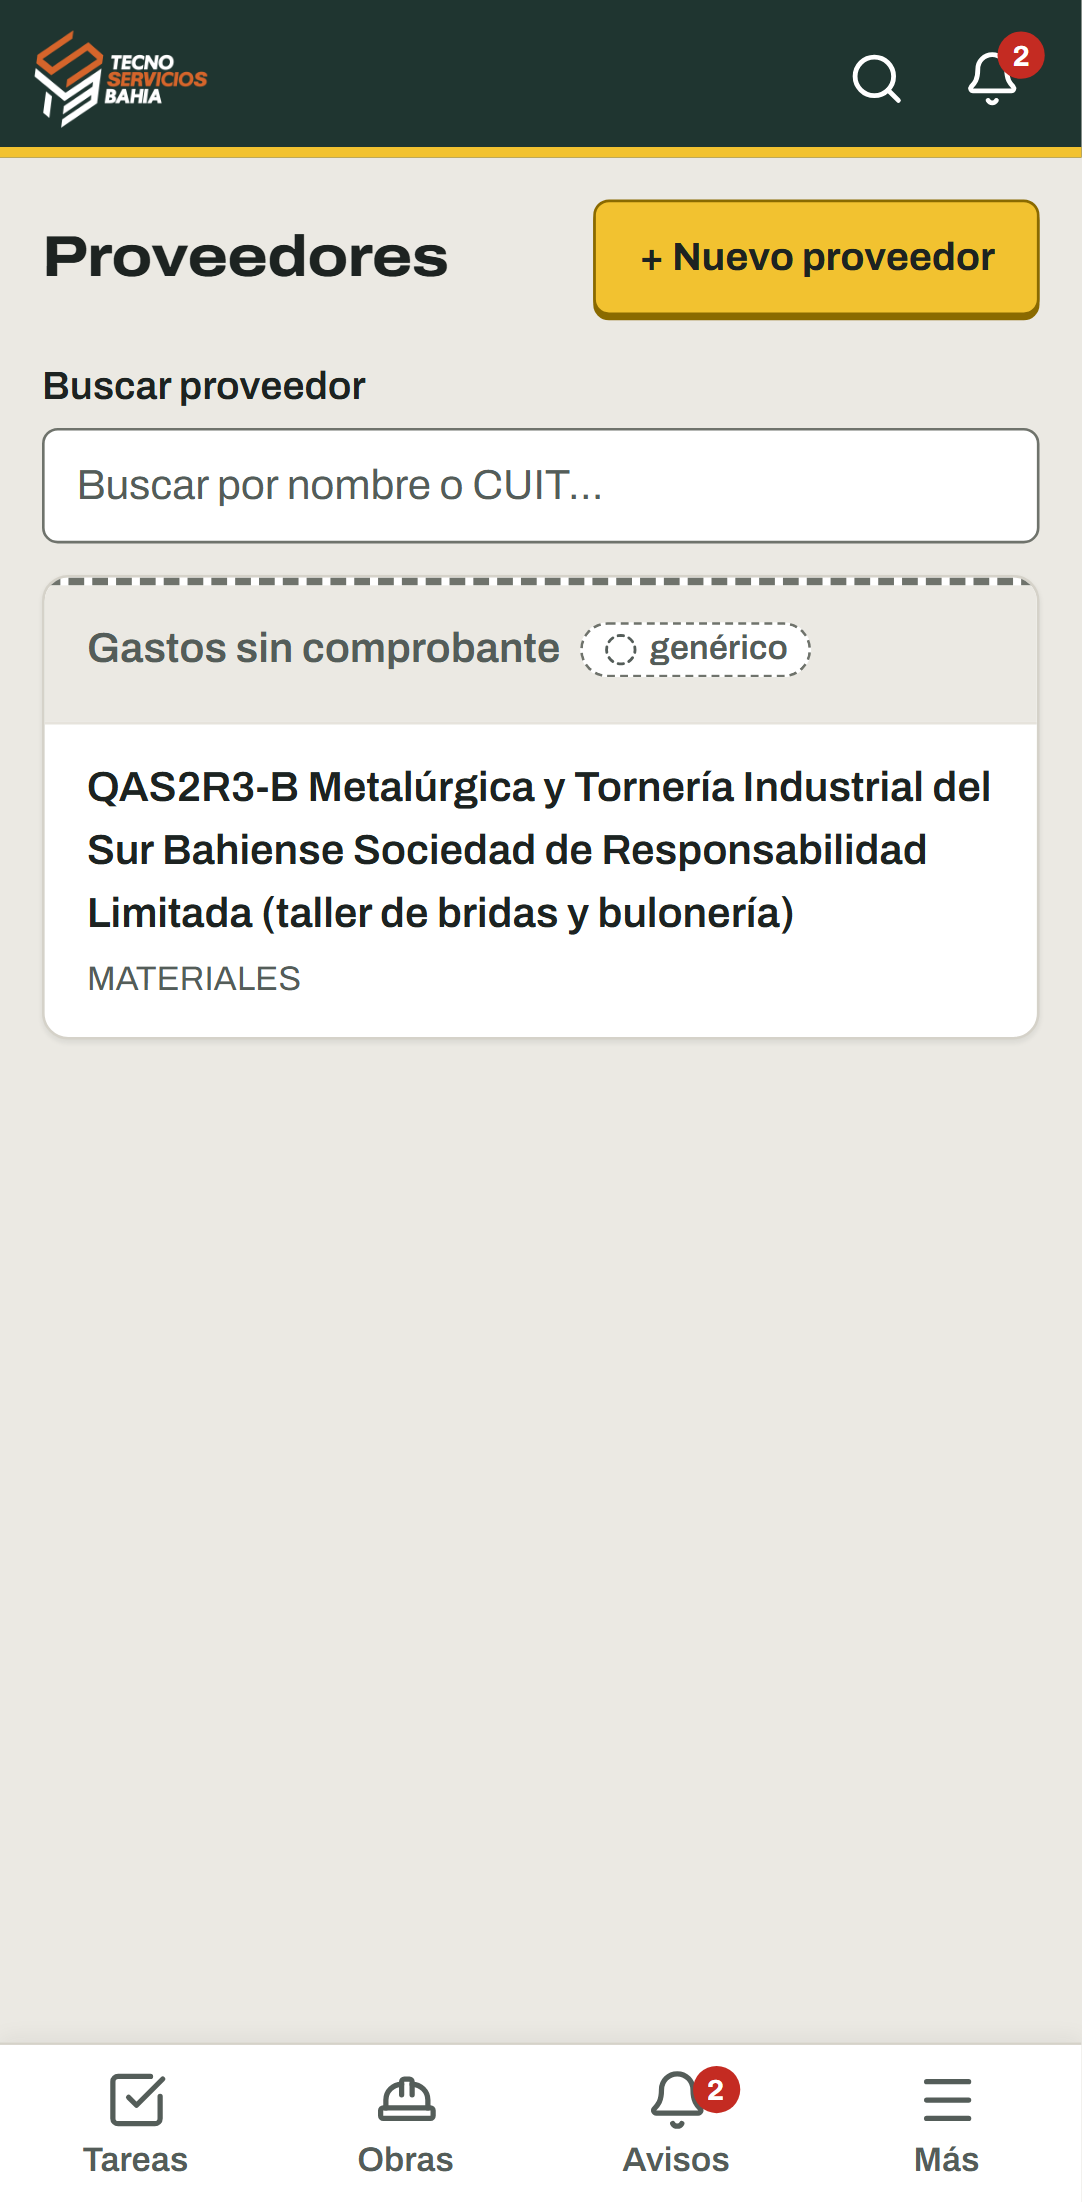 TECNO
SERVICIOS
BAHIA
2
Proveedores
+ Nuevo proveedor
Buscar proveedor
Buscar por nombre o CUIT...
Gastos sin comprobante
genérico
QAS2R3-B Metalúrgica y Tornería Industrial del
Sur Bahiense Sociedad de Responsabilidad
Limitada (taller de bridas y bulonería)
MATERIALES
2
Tareas
Obras
Avisos
Más